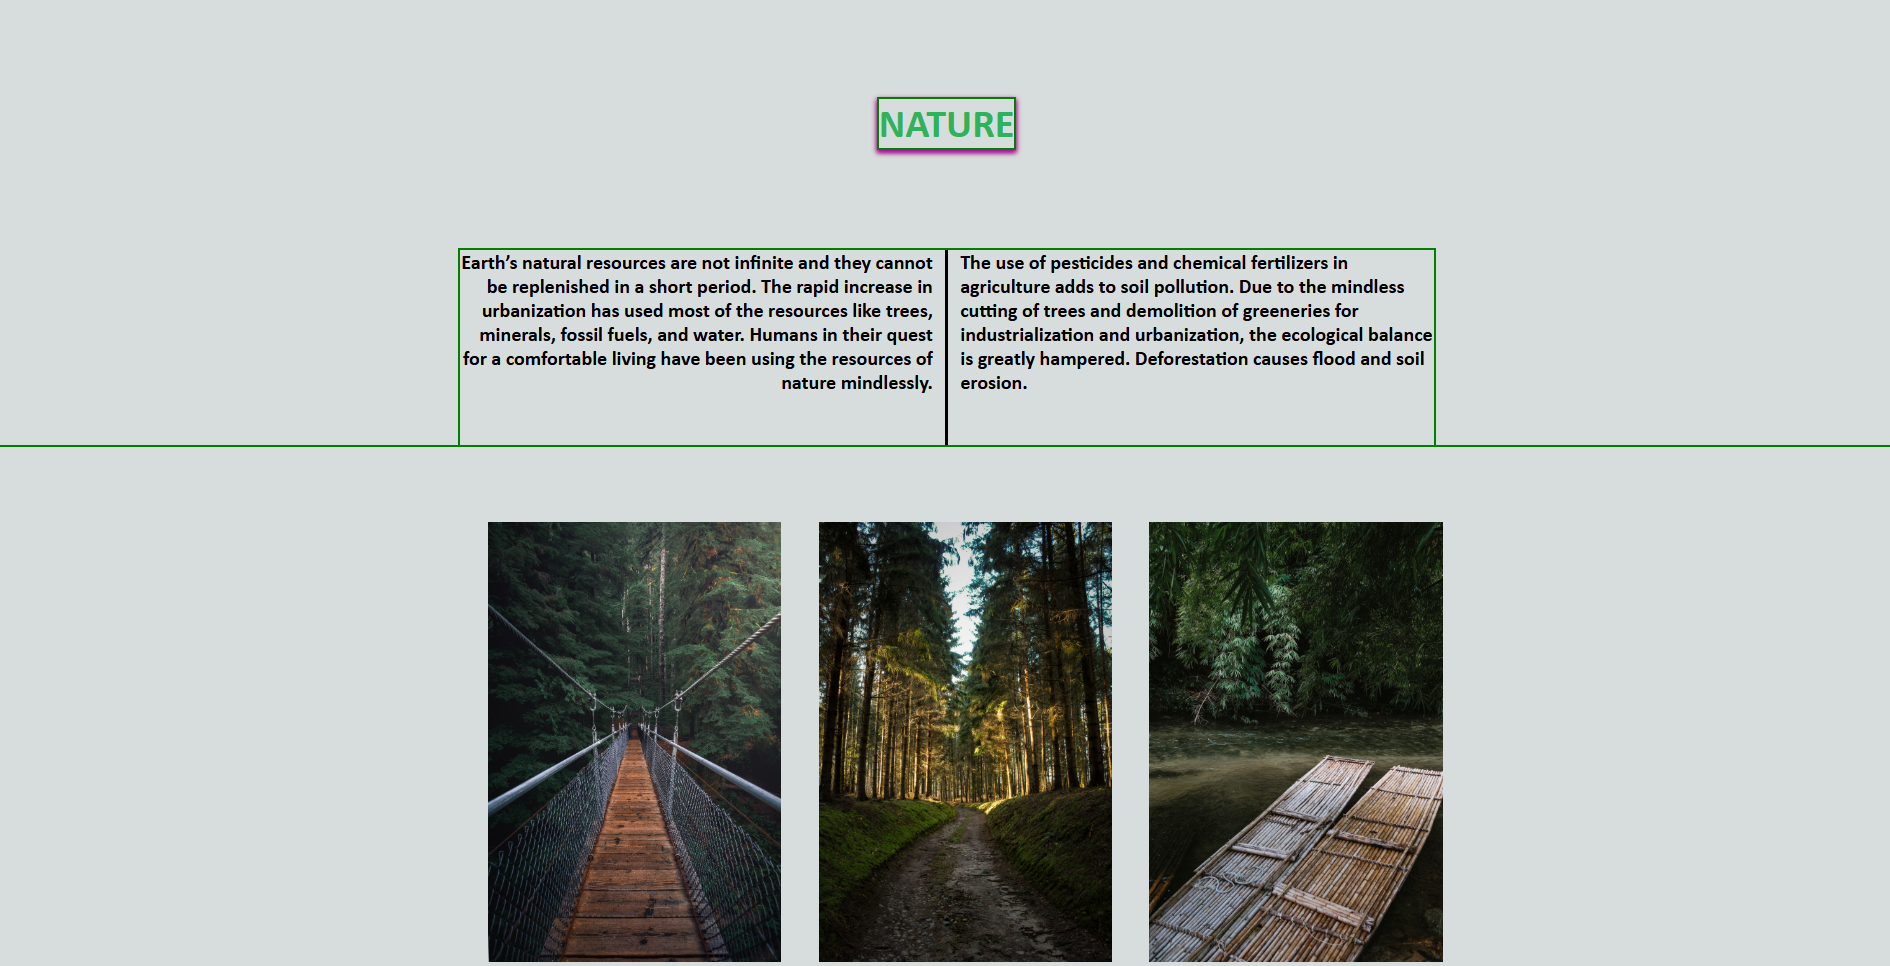 NATURE
Earth’s natural resources are not infinite and they cannot
be replenished in a short period. The rapid increase in
urbanization has used most of the resources like trees,
minerals, fossil fuels, and water. Humans in their quest
for a comfortable living have been using the resources of
nature mindlessly.
The use of pesticides and chemical fertilizers in
agriculture adds to soil pollution. Due to the mindless
cutting of trees and demolition of greeneries for
industrialization and urbanization, the ecological balance
is greatly hampered. Deforestation causes flood and soil
erosion.